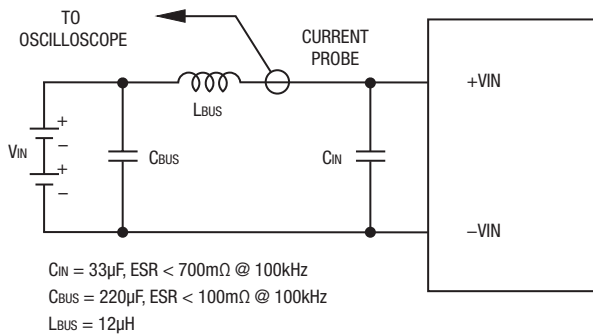 TO
OSCILLOSCOPE
CURRENT
PROBE
LBUS
+VIN
VIN
+
−
+
−
CBUS
CIN
−VIN
CIN = 33µF, ESR < 700mΩ @ 100kHz
CBUS = 220µF, ESR < 100mΩ @ 100kHz
LBUS = 12µH